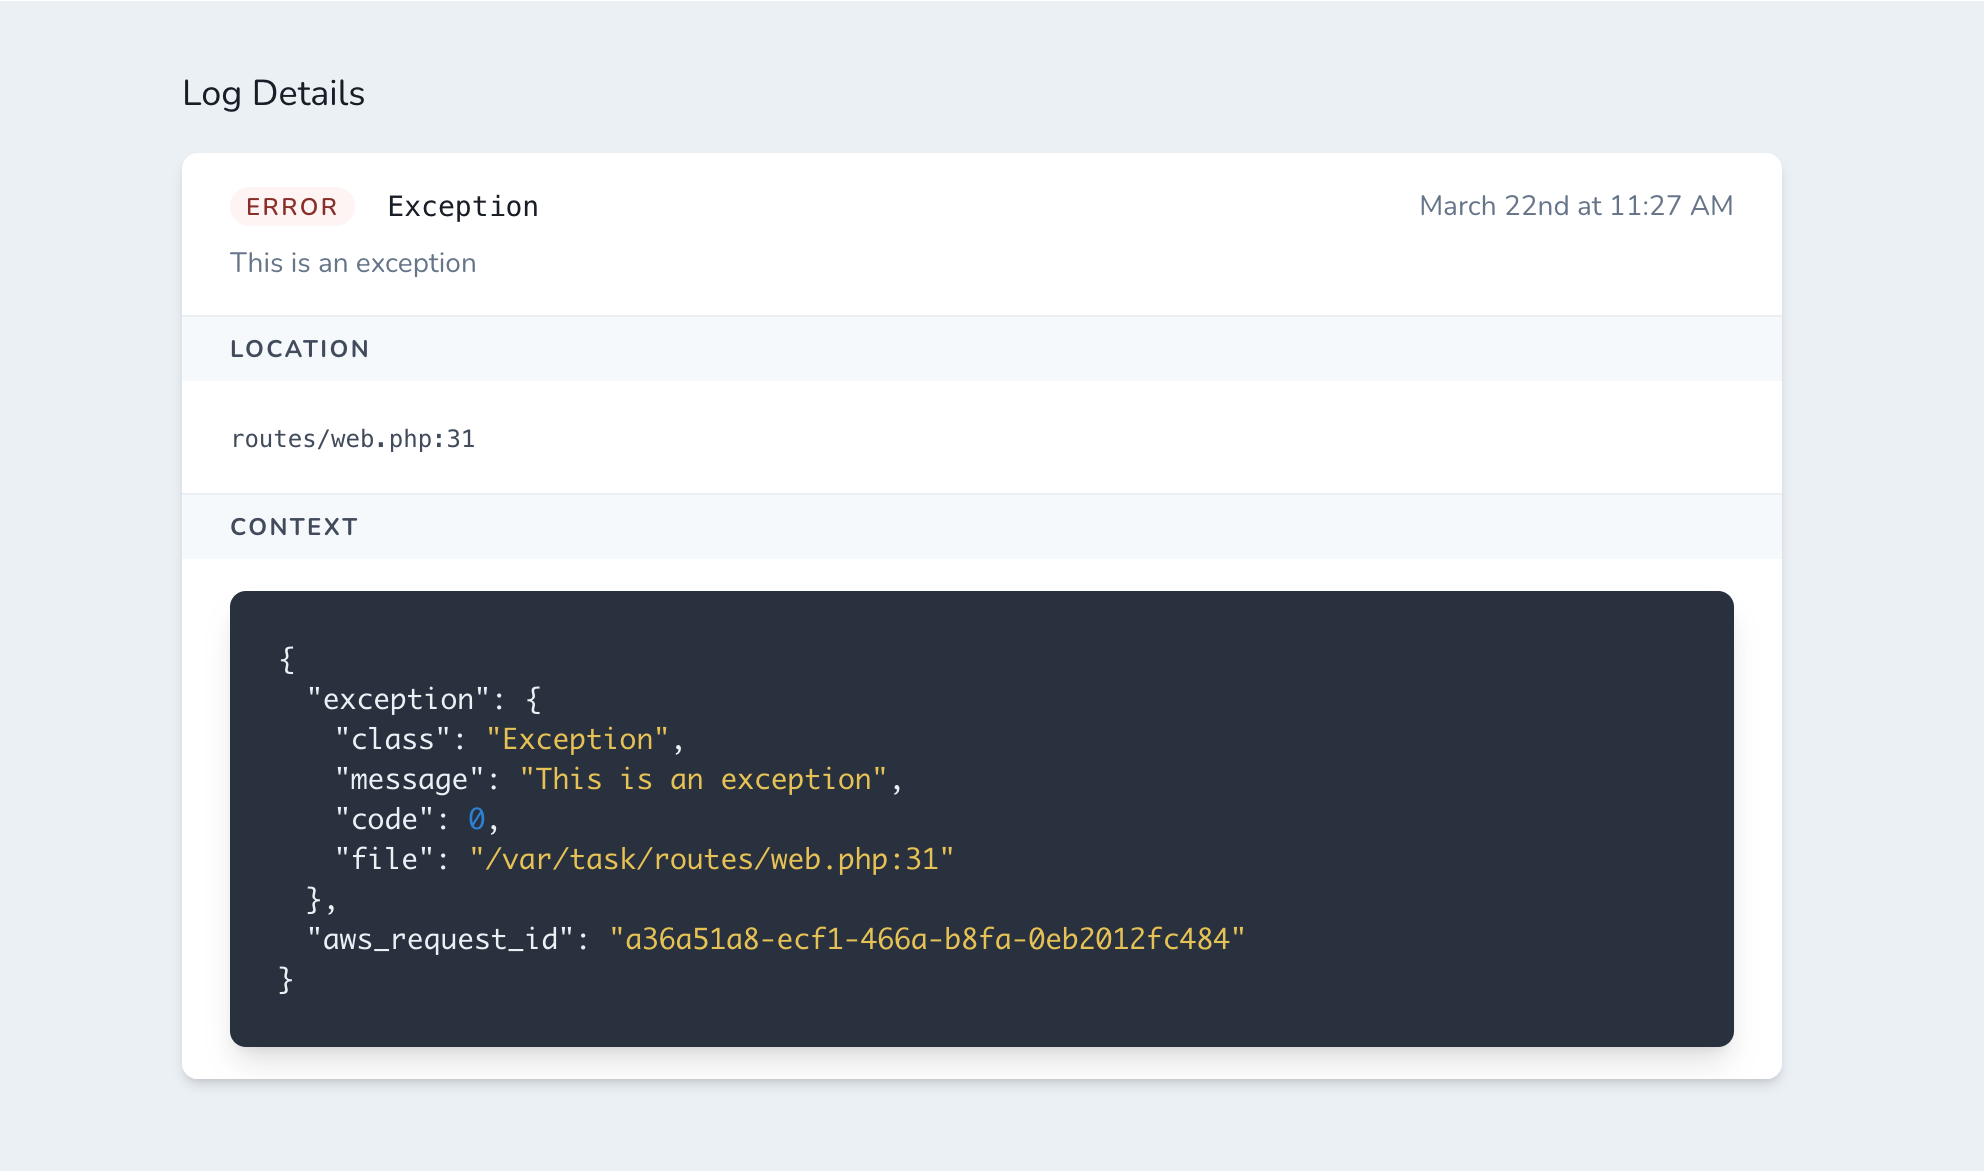 Log Details
ERROR Exception March 22nd at 11:27 AM
This is an exception
LOCATION
routes/web.php:31
CONTEXT
{
  "exception": {
    "class": "Exception",
    "message": "This is an exception",
    "code": 0,
    "file": "/var/task/routes/web.php:31"
  },
  "aws_request_id": "a36a51a8-ecf1-466a-b8fa-0eb2012fc484"
}